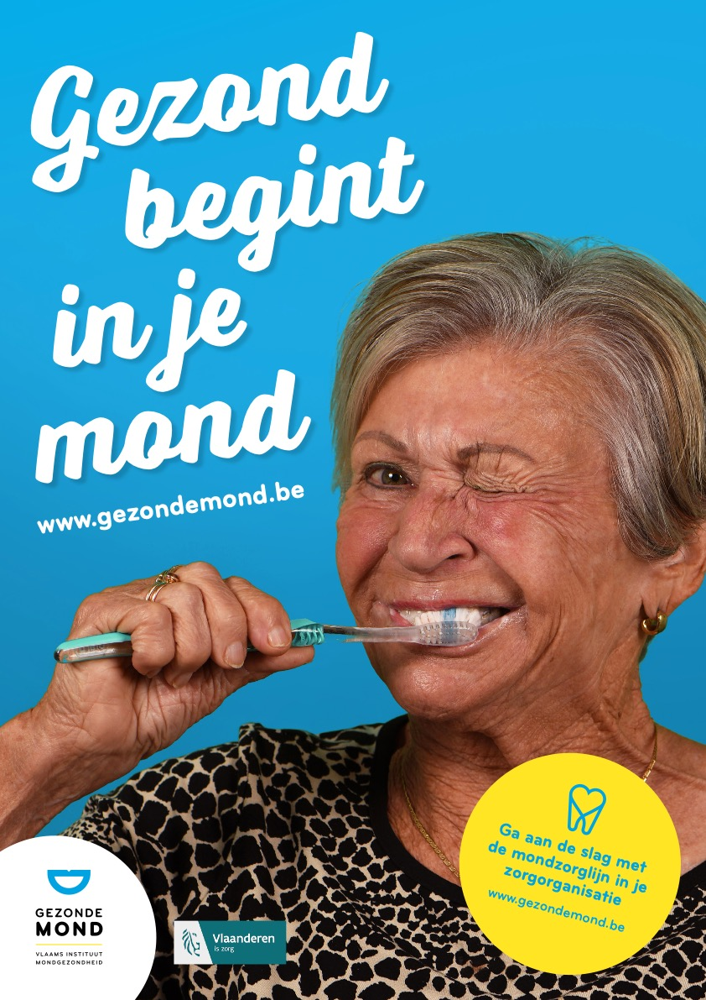 Gezond
begint
in je
mond
www.gezondemond.be
Ga aan de slag met
de mondzorglijn in je
zorgorganisatie
www.gezondemond.be
GEZONDE
MOND
VLAAMS INSTITUUT
MONDGEZONDHEID
Vlaanderen
is zorg